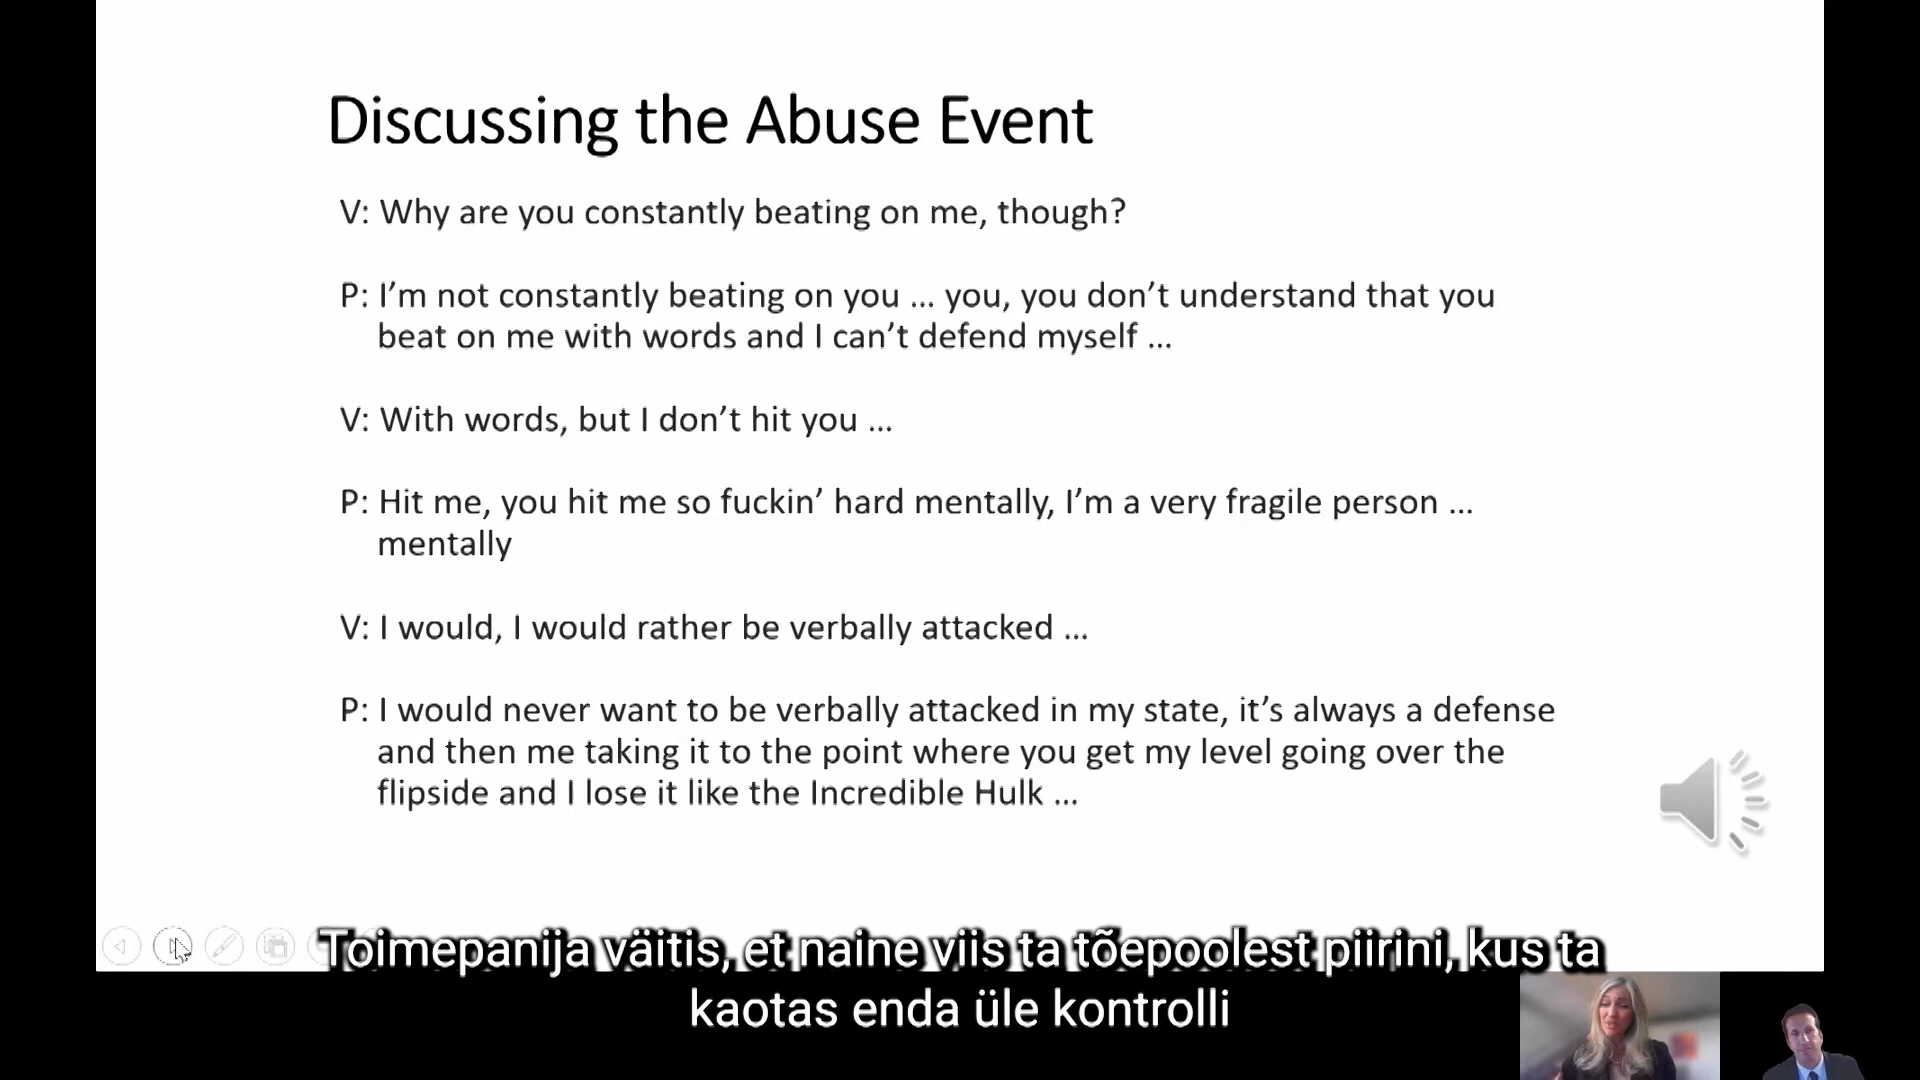 Discussing the Abuse Event
V: Why are you constantly beating on me, though?
P: I’m not constantly beating on you ... you, you don’t understand that you
beat on me with words and I can’t defend myself ...
V: With words, but I don’t hit you ...
P: Hit me, you hit me so fuckin’ hard mentally, I’m a very fragile person ...
mentally
V: I would, I would rather be verbally attacked ...
P: I would never want to be verbally attacked in my state, it’s always a defense
and then me taking it to the point where you get my level going over the
flipside and I lose it like the Incredible Hulk ...
Toimepanija väitis, et naine viis ta tõepoolest piirini, kus ta
kaotas enda üle kontrolli